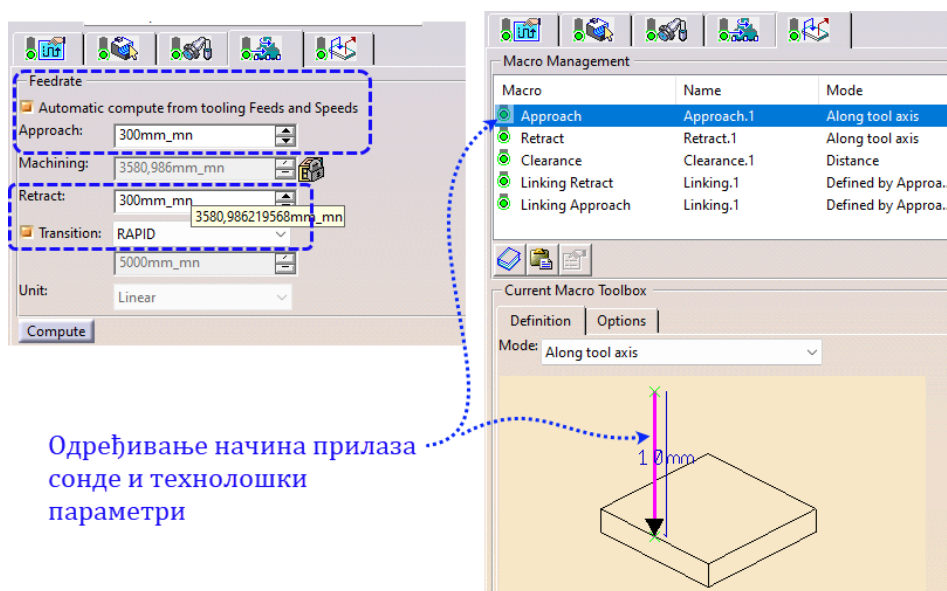 Feedrate
Automatic compute from tooling Feeds and Speeds
Approach: 300mm_mn
Machining: 3580,986mm_mn
Retract: 300mm_mn
3580,986219568mm_mn
Transition: RAPID
5000mm_mn
Unit: Linear
Compute
Macro Management
Macro Name Mode
Approach Approach.1 Along tool axis
Retract Retract.1 Along tool axis
Clearance Clearance.1 Distance
Linking Retract Linking.1 Defined by Approa..
Linking Approach Linking.1 Defined by Approa..
Current Macro Toolbox
Definition Options
Mode: Along tool axis
10mm
Одређивање начина прилаза
сонде и технолошки
параметри